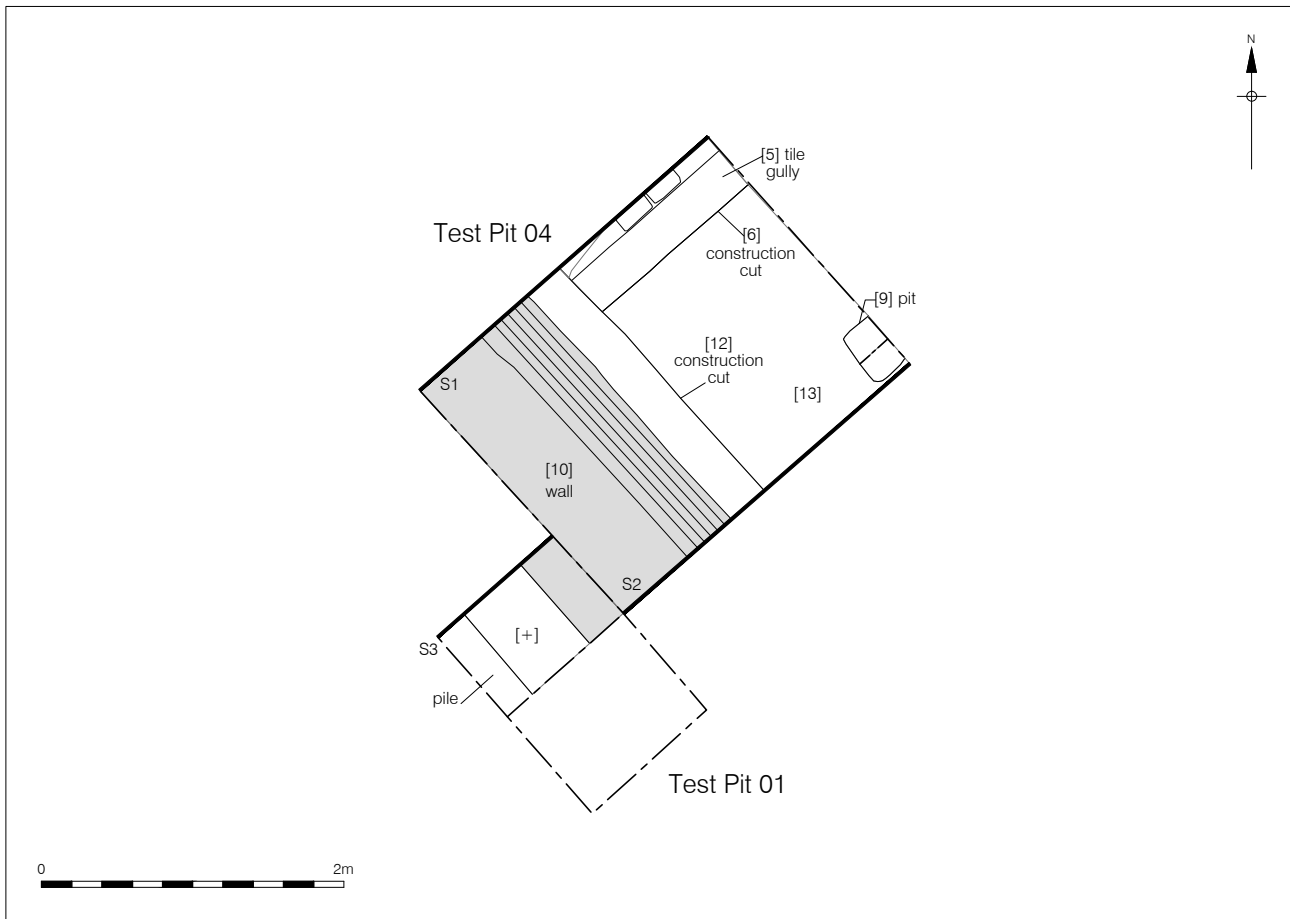 N
[5] tile
gully
Test Pit 04
[6]
construction
cut
[9] pit
[12]
construction
cut
S1
[13]
[10]
wall
S2
[+]
S3
pile
Test Pit 01
0 2m